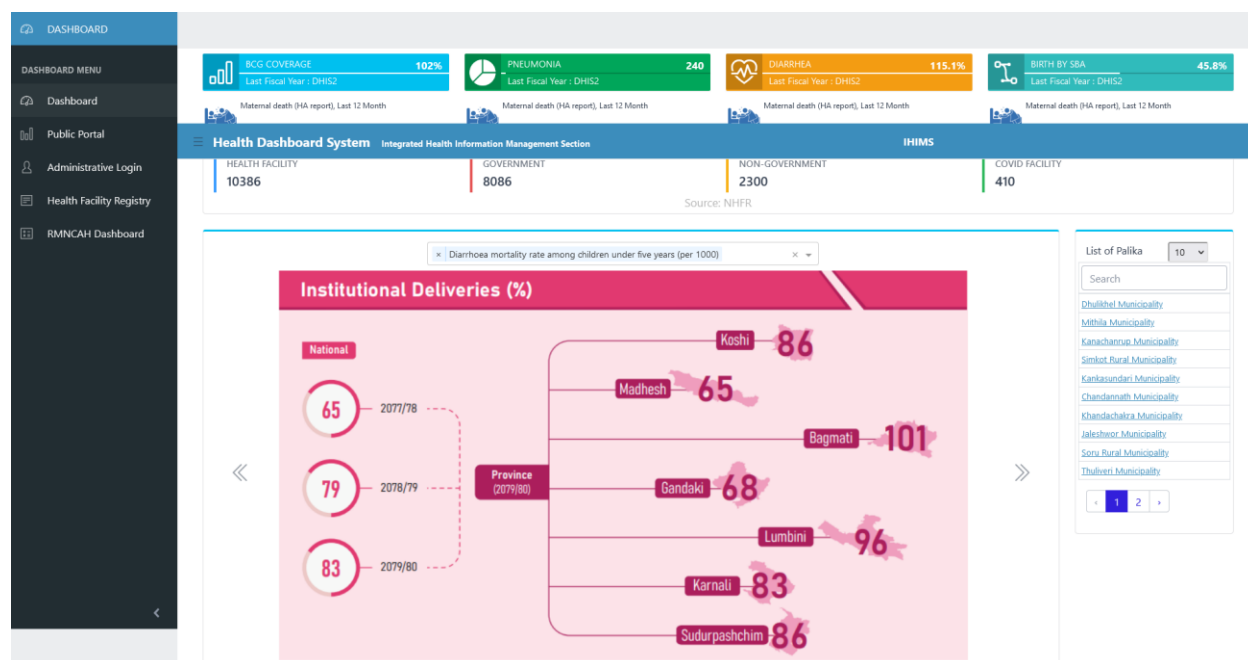 DASHBOARD
DASHBOARD MENU
Dashboard
Public Portal
Administrative Login
Health Facility Registry
RMNCAH Dashboard
BCG COVERAGE 102%
Last Fiscal Year : DHIS2
PNEUMONIA 240
Last Fiscal Year : DHIS2
DIARRHEA 115.1%
Last Fiscal Year : DHIS2
BIRTH BY SBA 45.8%
Last Fiscal Year : DHIS2
Maternal death (HA report), Last 12 Month
Maternal death (HA report), Last 12 Month
Maternal death (HA report), Last 12 Month
Maternal death (HA report), Last 12 Month
Health Dashboard System Integrated Health Information Management Section IHIMS
HEALTH FACILITY
10386
GOVERNMENT
8086
NON-GOVERNMENT
2300
COVID FACILITY
410
Source: NHFR
× Diarrhoea mortality rate among children under five years (per 1000) ×
Institutional Deliveries (%)
National
65 2077/78
79 2078/79
83 2079/80
Province
(2079/80)
Koshi 86
Madhesh 65
Bagmati 101
Gandaki 68
Lumbini 96
Karnali 83
Sudurpashchim 86
List of Palika 10
Search
Dhulikhel Municipality
Mithila Municipality
Kanachanrup Municipality
Simkot Rural Municipality
Kankasundari Municipality
Chandannath Municipality
Khandachakra Municipality
Jaleshwor Municipality
Soru Rural Municipality
Thuliveri Municipality
‹ 1 2 ›